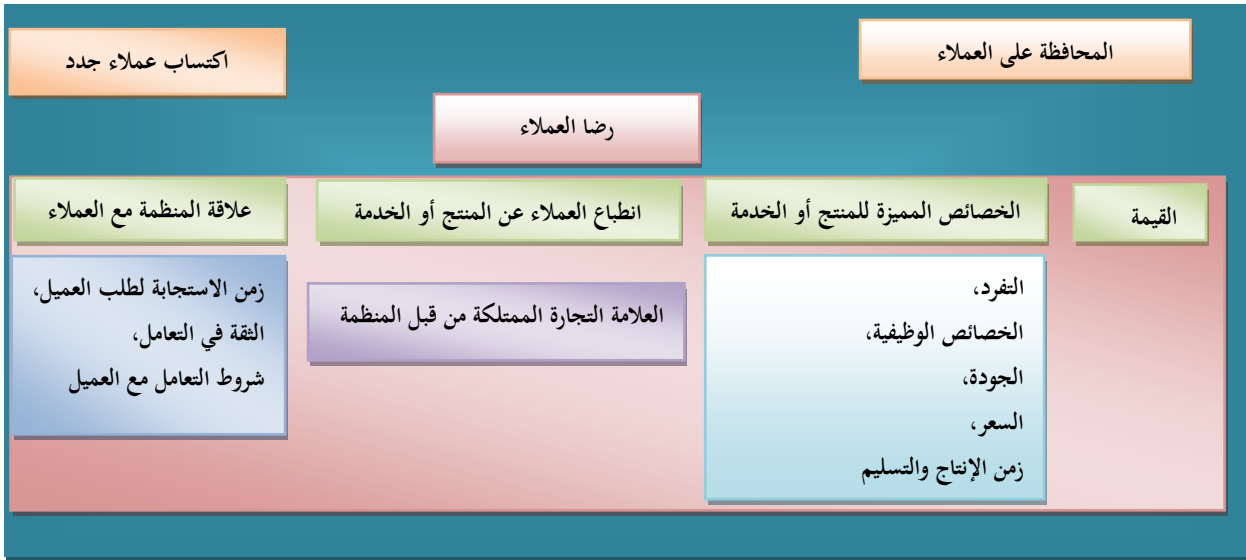 المحافظة على العملاء
اكتساب عملاء جدد
رضا العملاء
القيمة
الخصائص المميزة للمنتج أو الخدمة
انطباع العملاء عن المنتج أو الخدمة
علاقة المنظمة مع العملاء
التفرد،
الخصائص الوظيفية،
الجودة،
السعر،
زمن الإنتاج والتسليم
العلامة التجارة الممتلكة من قبل المنظمة
زمن الاستجابة لطلب العميل،
الثقة في التعامل،
شروط التعامل مع العميل